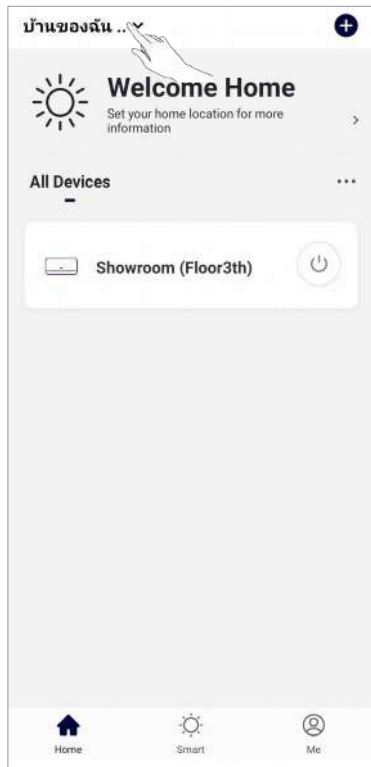 บ้านของฉัน ..
Welcome Home
Set your home location for more
information
All Devices
Showroom (Floor3th)
Home
Smart
Me